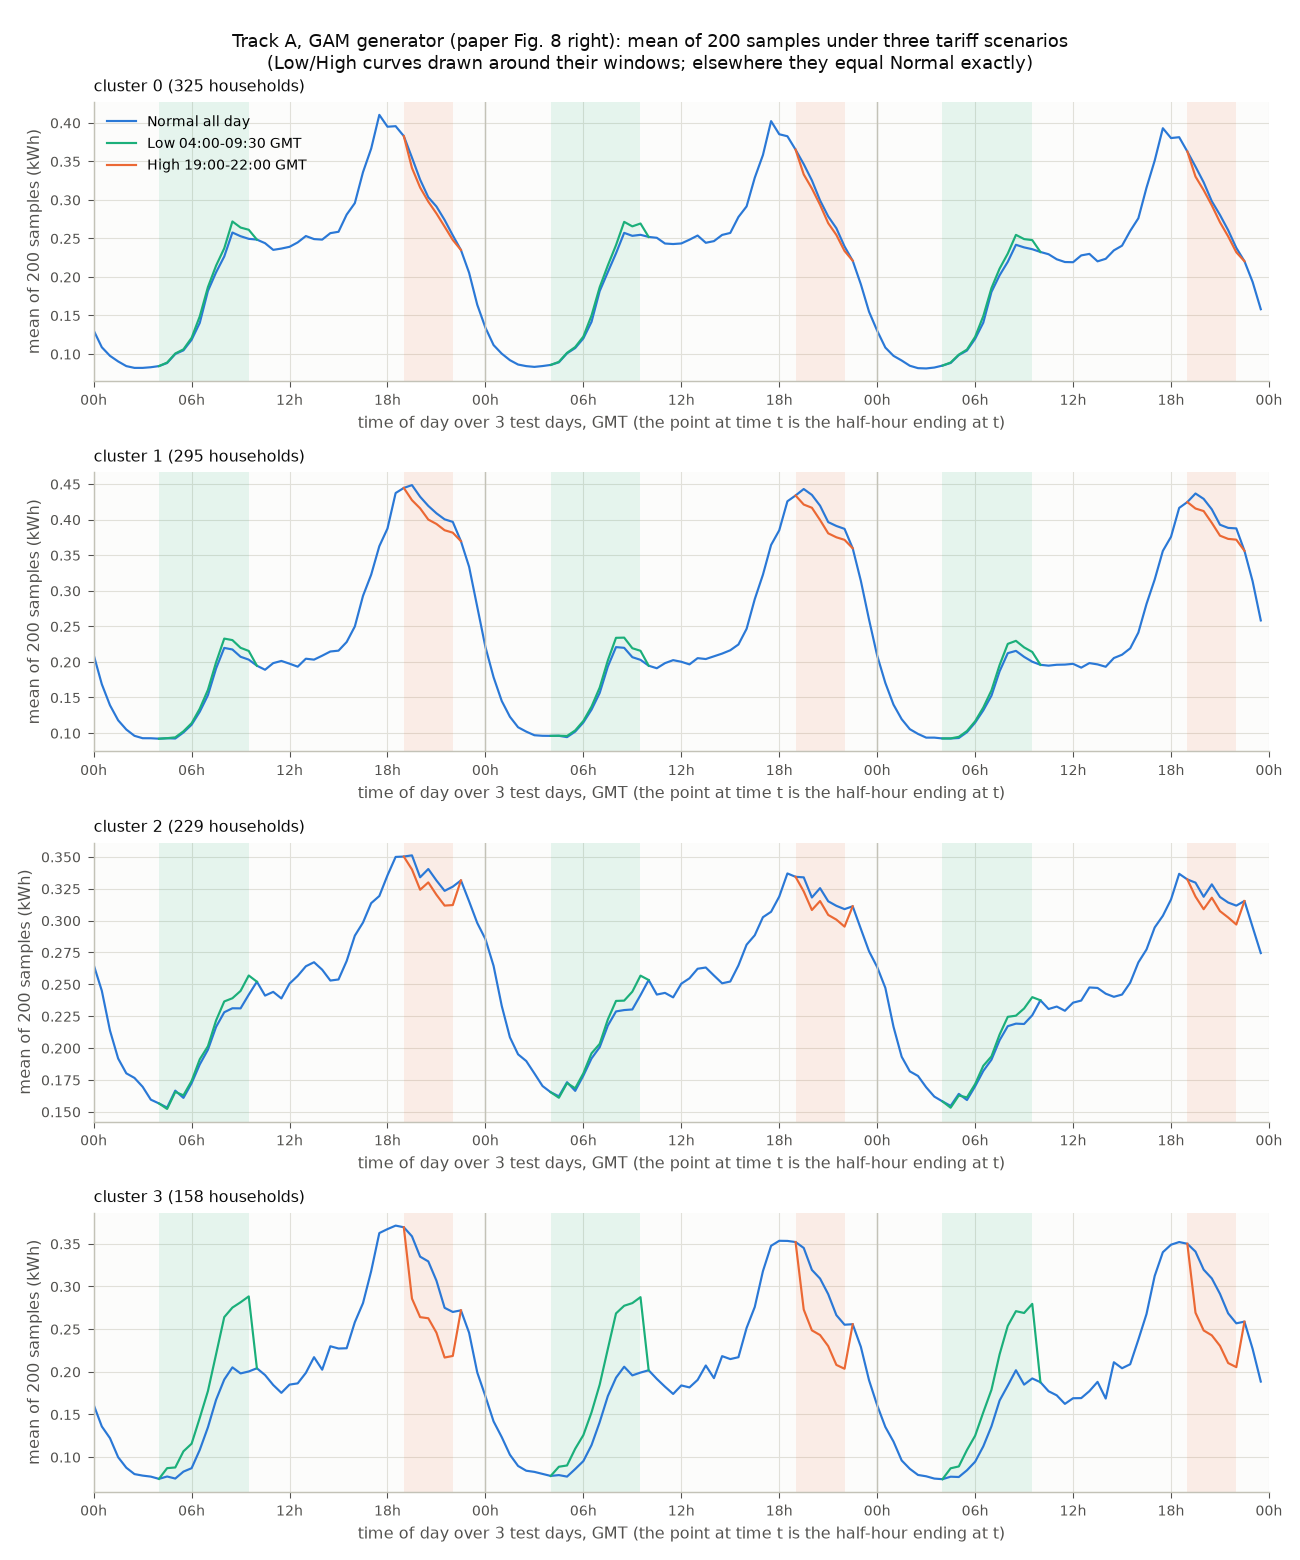 Track A, GAM generator (paper Fig. 8 right): mean of 200 samples under three tariff scenarios
(Low/High curves drawn around their windows; elsewhere they equal Normal exactly)
cluster 0 (325 households)
Normal all day
Low 04:00-09:30 GMT
High 19:00-22:00 GMT
mean of 200 samples (kWh)
0.40
0.35
0.30
0.25
0.20
0.15
0.10
00h 06h 12h 18h 00h 06h 12h 18h 00h 06h 12h 18h 00h
time of day over 3 test days, GMT (the point at time t is the half-hour ending at t)
cluster 1 (295 households)
mean of 200 samples (kWh)
0.45
0.40
0.35
0.30
0.25
0.20
0.15
0.10
00h 06h 12h 18h 00h 06h 12h 18h 00h 06h 12h 18h 00h
time of day over 3 test days, GMT (the point at time t is the half-hour ending at t)
cluster 2 (229 households)
mean of 200 samples (kWh)
0.350
0.325
0.300
0.275
0.250
0.225
0.200
0.175
0.150
00h 06h 12h 18h 00h 06h 12h 18h 00h 06h 12h 18h 00h
time of day over 3 test days, GMT (the point at time t is the half-hour ending at t)
cluster 3 (158 households)
mean of 200 samples (kWh)
0.35
0.30
0.25
0.20
0.15
0.10
00h 06h 12h 18h 00h 06h 12h 18h 00h 06h 12h 18h 00h
time of day over 3 test days, GMT (the point at time t is the half-hour ending at t)